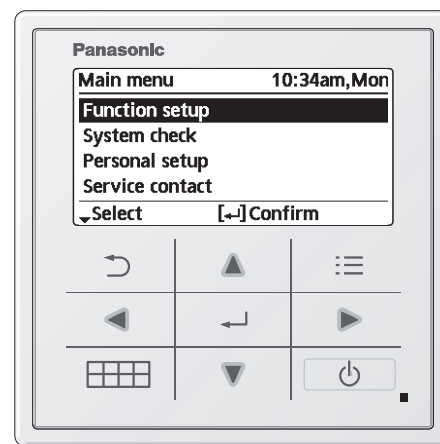 Panasonic
Main menu 10:34am,Mon
Function setup
System check
Personal setup
Service contact
Select [↵] Confirm